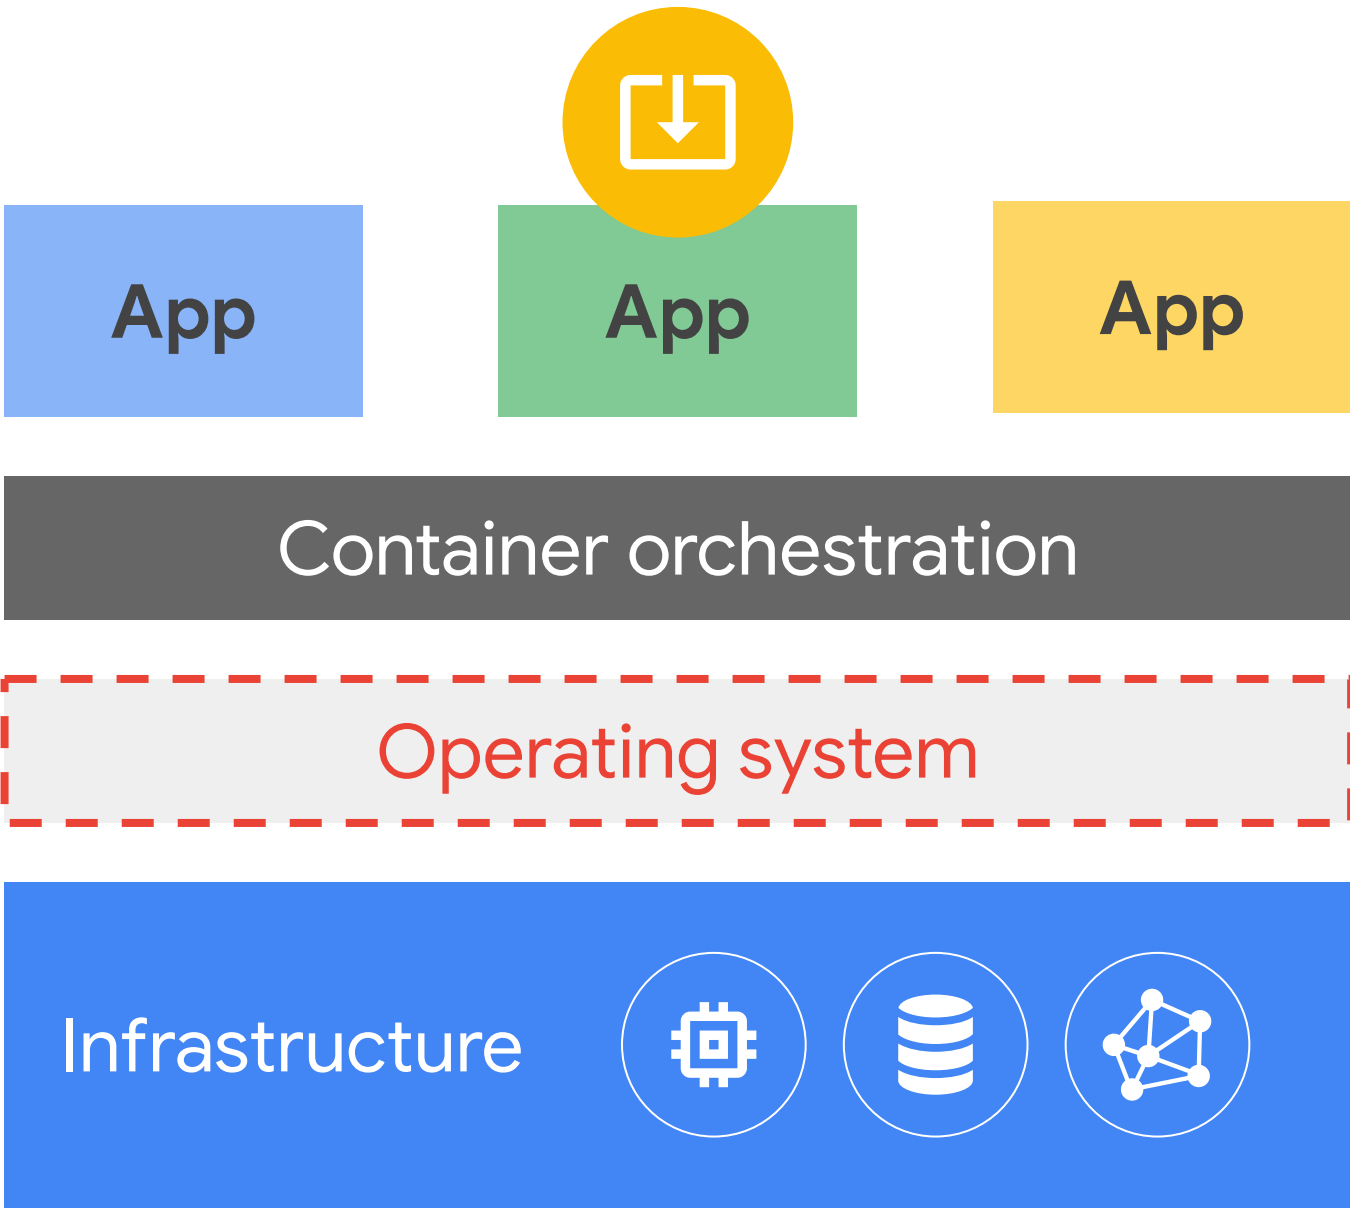 App
App
App
Container orchestration
Operating system
Infrastructure